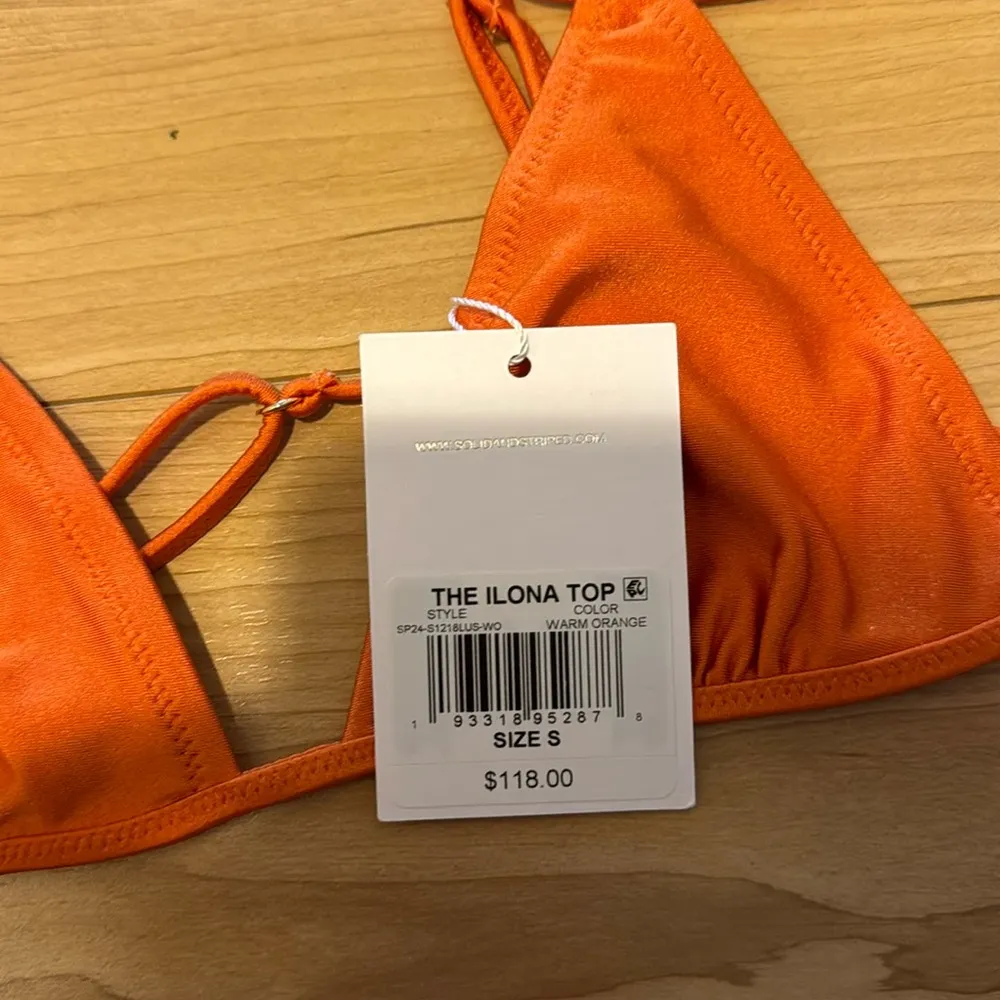 WWW.SOLIDANDSTRIPED.COM
THE ILONA TOP
STYLE COLOR
SP24-S1218LUS-WO WARM ORANGE
1 93318 95287 8
SIZE S
$118.00